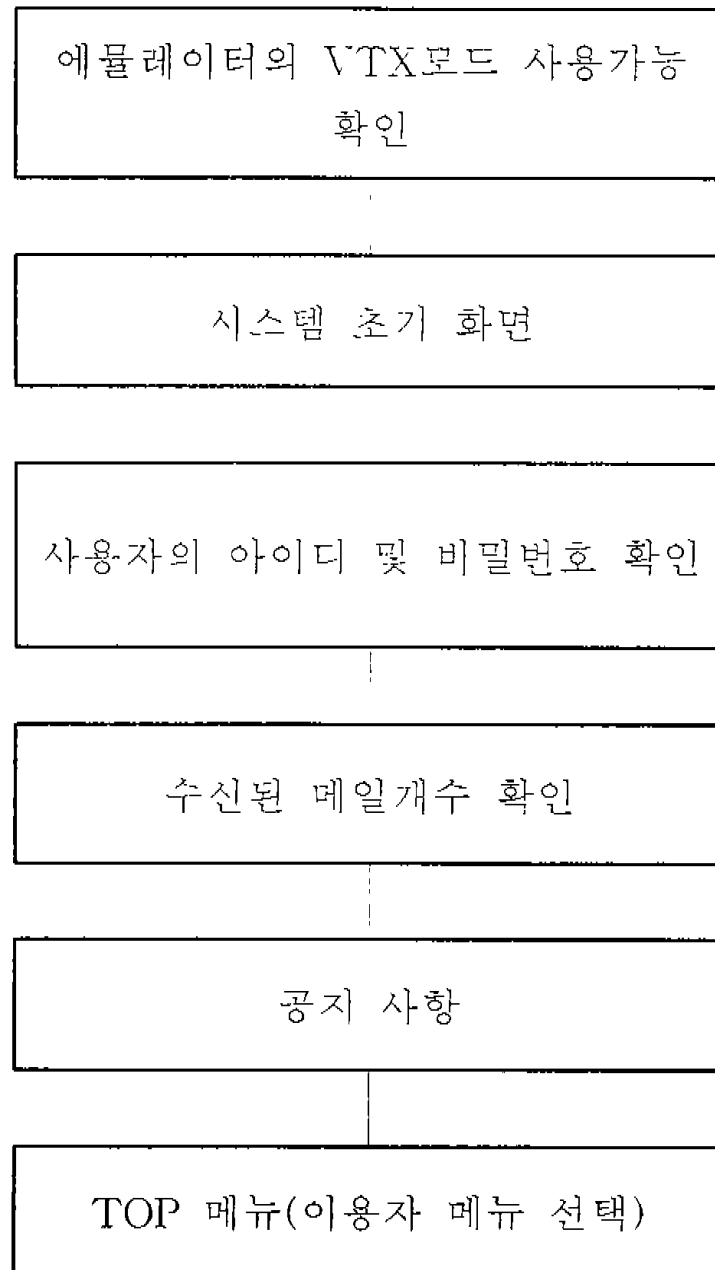 에뮬레이터의 VTX모드 사용가능
확인
시스템 초기 화면
사용자의 아이디 및 비밀번호 확인
수신된 메일개수 확인
공지 사항
TOP 메뉴(이용자 메뉴 선택)